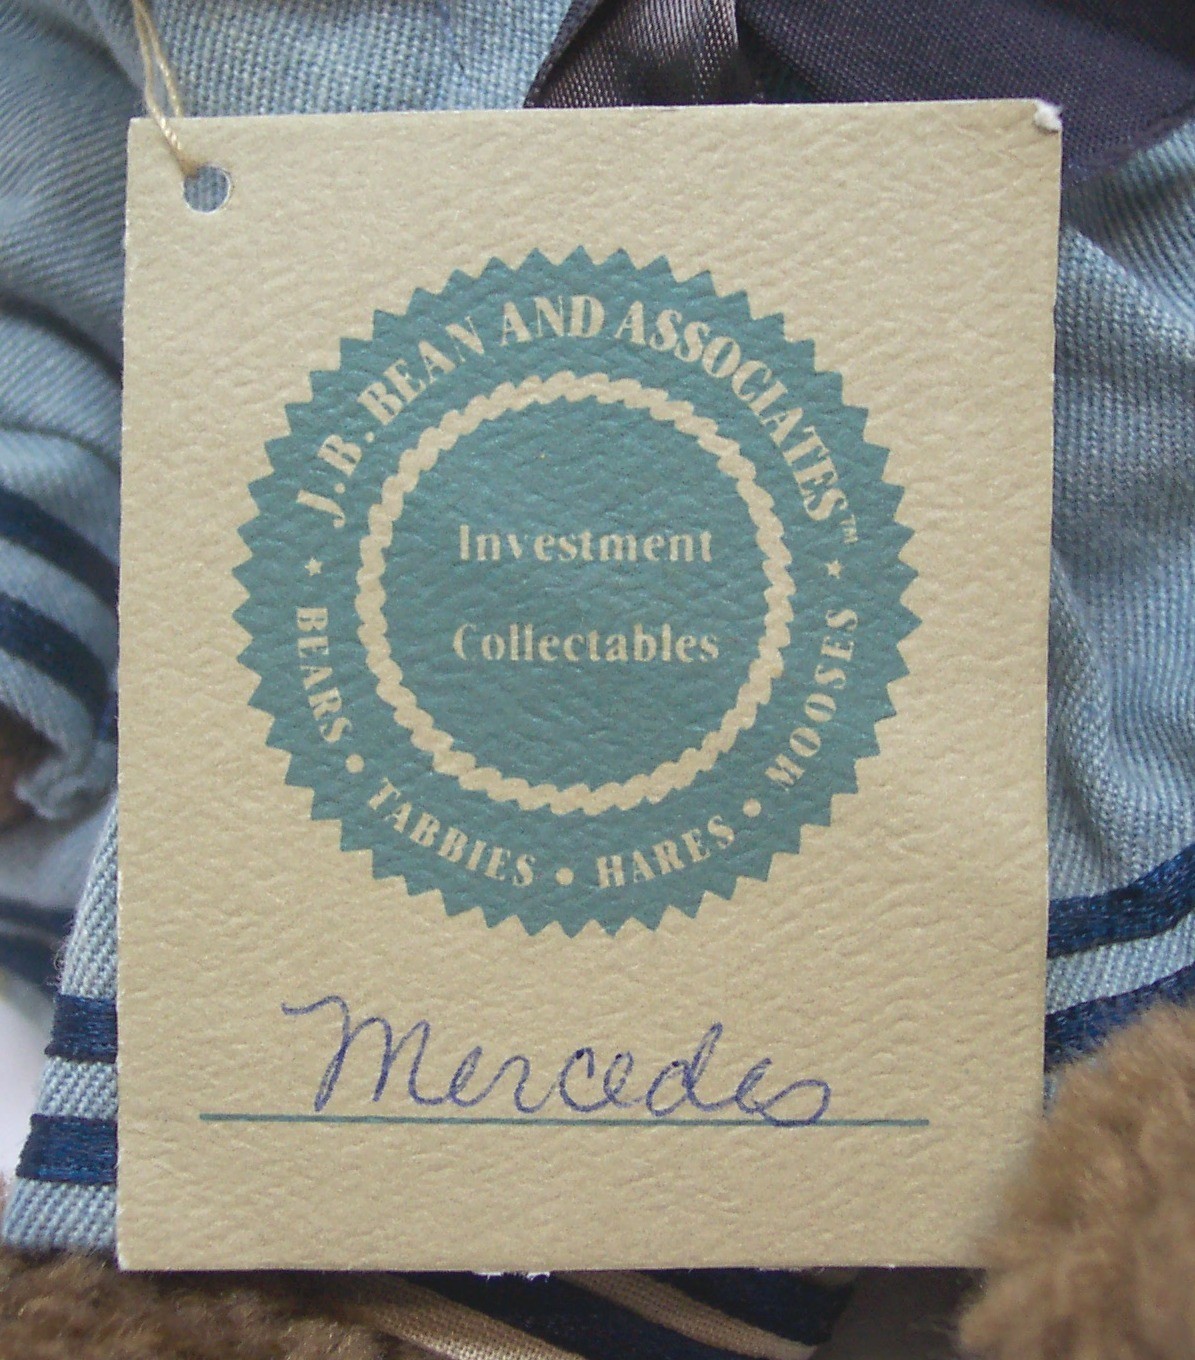 J.B. BEAN AND ASSOCIATES™
Investment
Collectables
★ BEARS • TABBIES • HARES • MOOSES ★
Mercedes